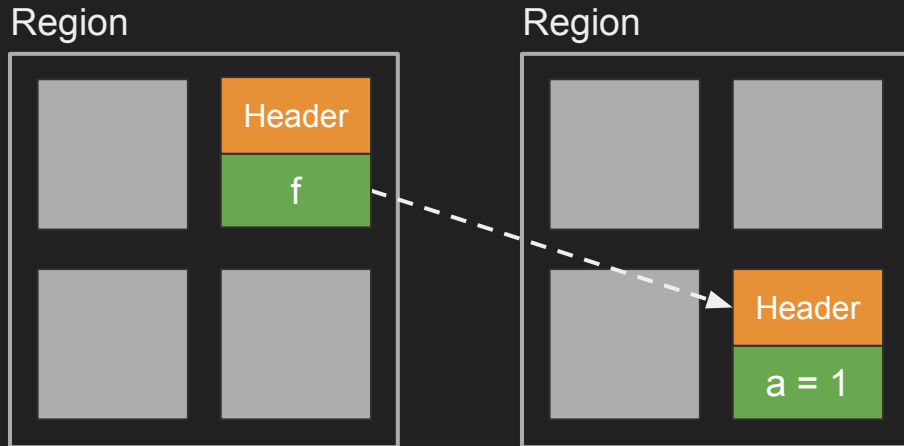 Region
Region
Header
f
Header
a = 1